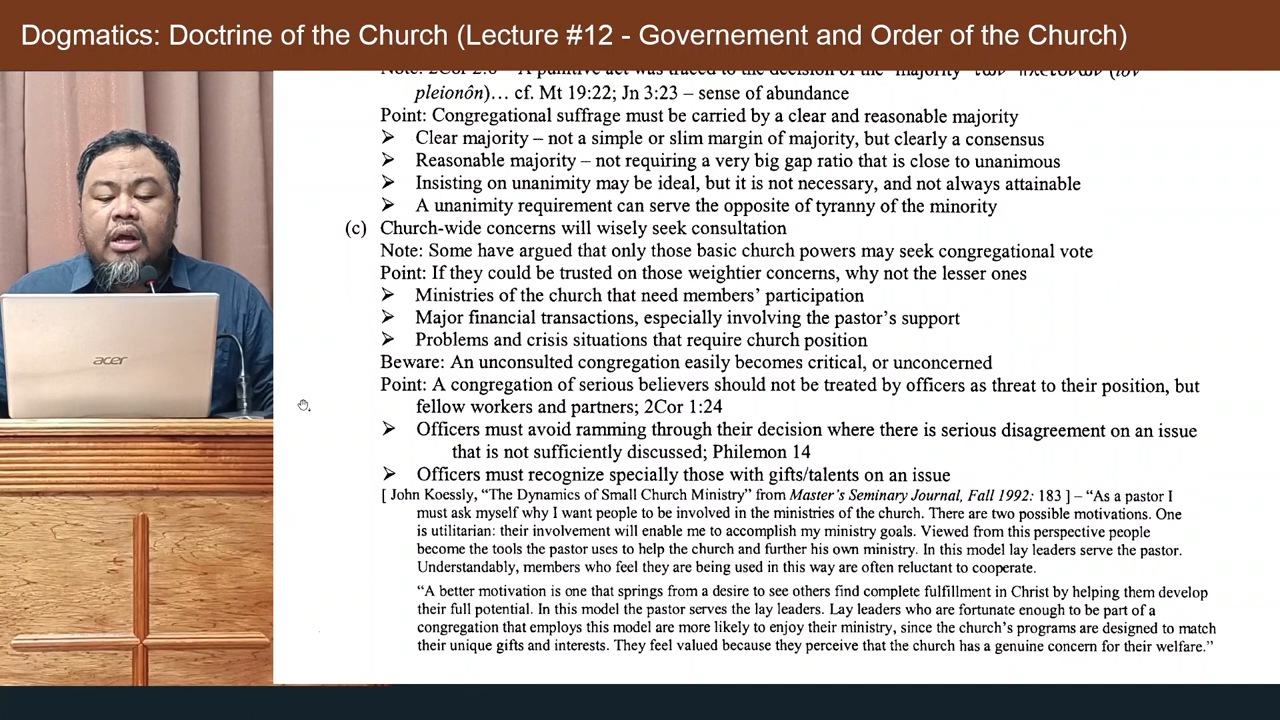 Dogmatics: Doctrine of the Church (Lecture #12 - Governement and Order of the Church)
Note: 2Cor 2:6 – A punitive act was traced to the decision of the "majority"
pleionôn)… cf. Mt 19:22; Jn 3:23 – sense of abundance
Point: Congregational suffrage must be carried by a clear and reasonable majority
➤ Clear majority – not a simple or slim margin of majority, but clearly a consensus
➤ Reasonable majority – not requiring a very big gap ratio that is close to unanimous
➤ Insisting on unanimity may be ideal, but it is not necessary, and not always attainable
➤ A unanimity requirement can serve the opposite of tyranny of the minority
(c) Church-wide concerns will wisely seek consultation
Note: Some have argued that only those basic church powers may seek congregational vote
Point: If they could be trusted on those weightier concerns, why not the lesser ones
➤ Ministries of the church that need members' participation
➤ Major financial transactions, especially involving the pastor's support
➤ Problems and crisis situations that require church position
Beware: An unconsulted congregation easily becomes critical, or unconcerned
Point: A congregation of serious believers should not be treated by officers as threat to their position, but
fellow workers and partners; 2Cor 1:24
➤ Officers must avoid ramming through their decision where there is serious disagreement on an issue
that is not sufficiently discussed; Philemon 14
➤ Officers must recognize specially those with gifts/talents on an issue
[ John Koessly, "The Dynamics of Small Church Ministry" from Master's Seminary Journal, Fall 1992: 183 ] – "As a pastor I
must ask myself why I want people to be involved in the ministries of the church. There are two possible motivations. One
is utilitarian: their involvement will enable me to accomplish my ministry goals. Viewed from this perspective people
become the tools the pastor uses to help the church and further his own ministry. In this model lay leaders serve the pastor.
Understandably, members who feel they are being used in this way are often reluctant to cooperate.
"A better motivation is one that springs from a desire to see others find complete fulfillment in Christ by helping them develop
their full potential. In this model the pastor serves the lay leaders. Lay leaders who are fortunate enough to be part of a
congregation that employs this model are more likely to enjoy their ministry, since the church's programs are designed to match
their unique gifts and interests. They feel valued because they perceive that the church has a genuine concern for their welfare."
acer